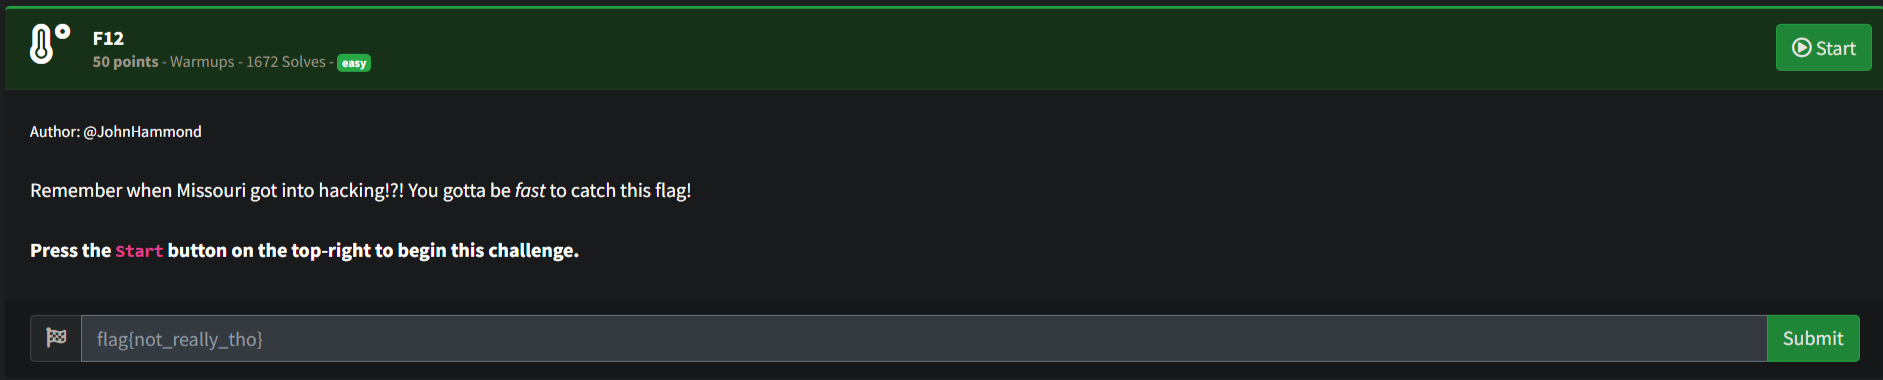 F12
50 points - Warmups - 1672 Solves - easy
Start
Author: @JohnHammond
Remember when Missouri got into hacking!?! You gotta be fast to catch this flag!
Press the Start button on the top-right to begin this challenge.
flag{not_really_tho}
Submit